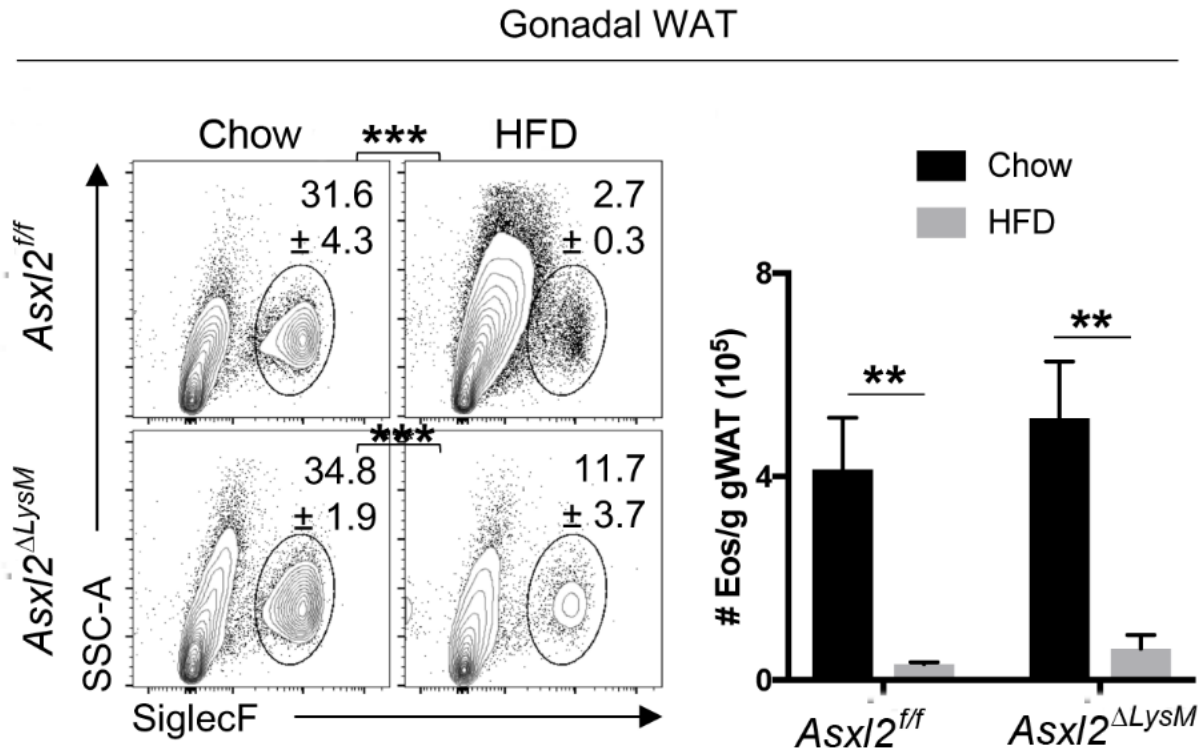 Gonadal WAT
Chow *** HFD
Asxl2f/f
31.6
± 4.3
2.7
± 0.3
***
Asxl2ΔLysM
34.8
± 1.9
11.7
± 3.7
SSC-A
SiglecF
Chow
HFD
# Eos/g gWAT (10⁵)
8
4
0
**
**
Asxl2f/f
Asxl2ΔLysM